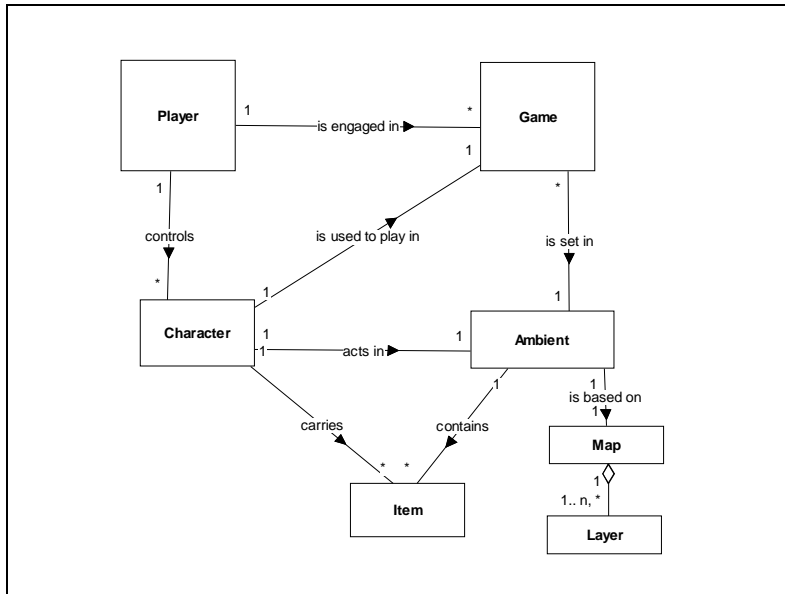 Player
Game
1
*
is engaged in
1
1
*
controls
is used to play in
is set in
*
1
1
Character
1
1
acts in
1
Ambient
1
1
is based on
1
carries
contains
Map
*
*
1
1.. n, *
Item
Layer